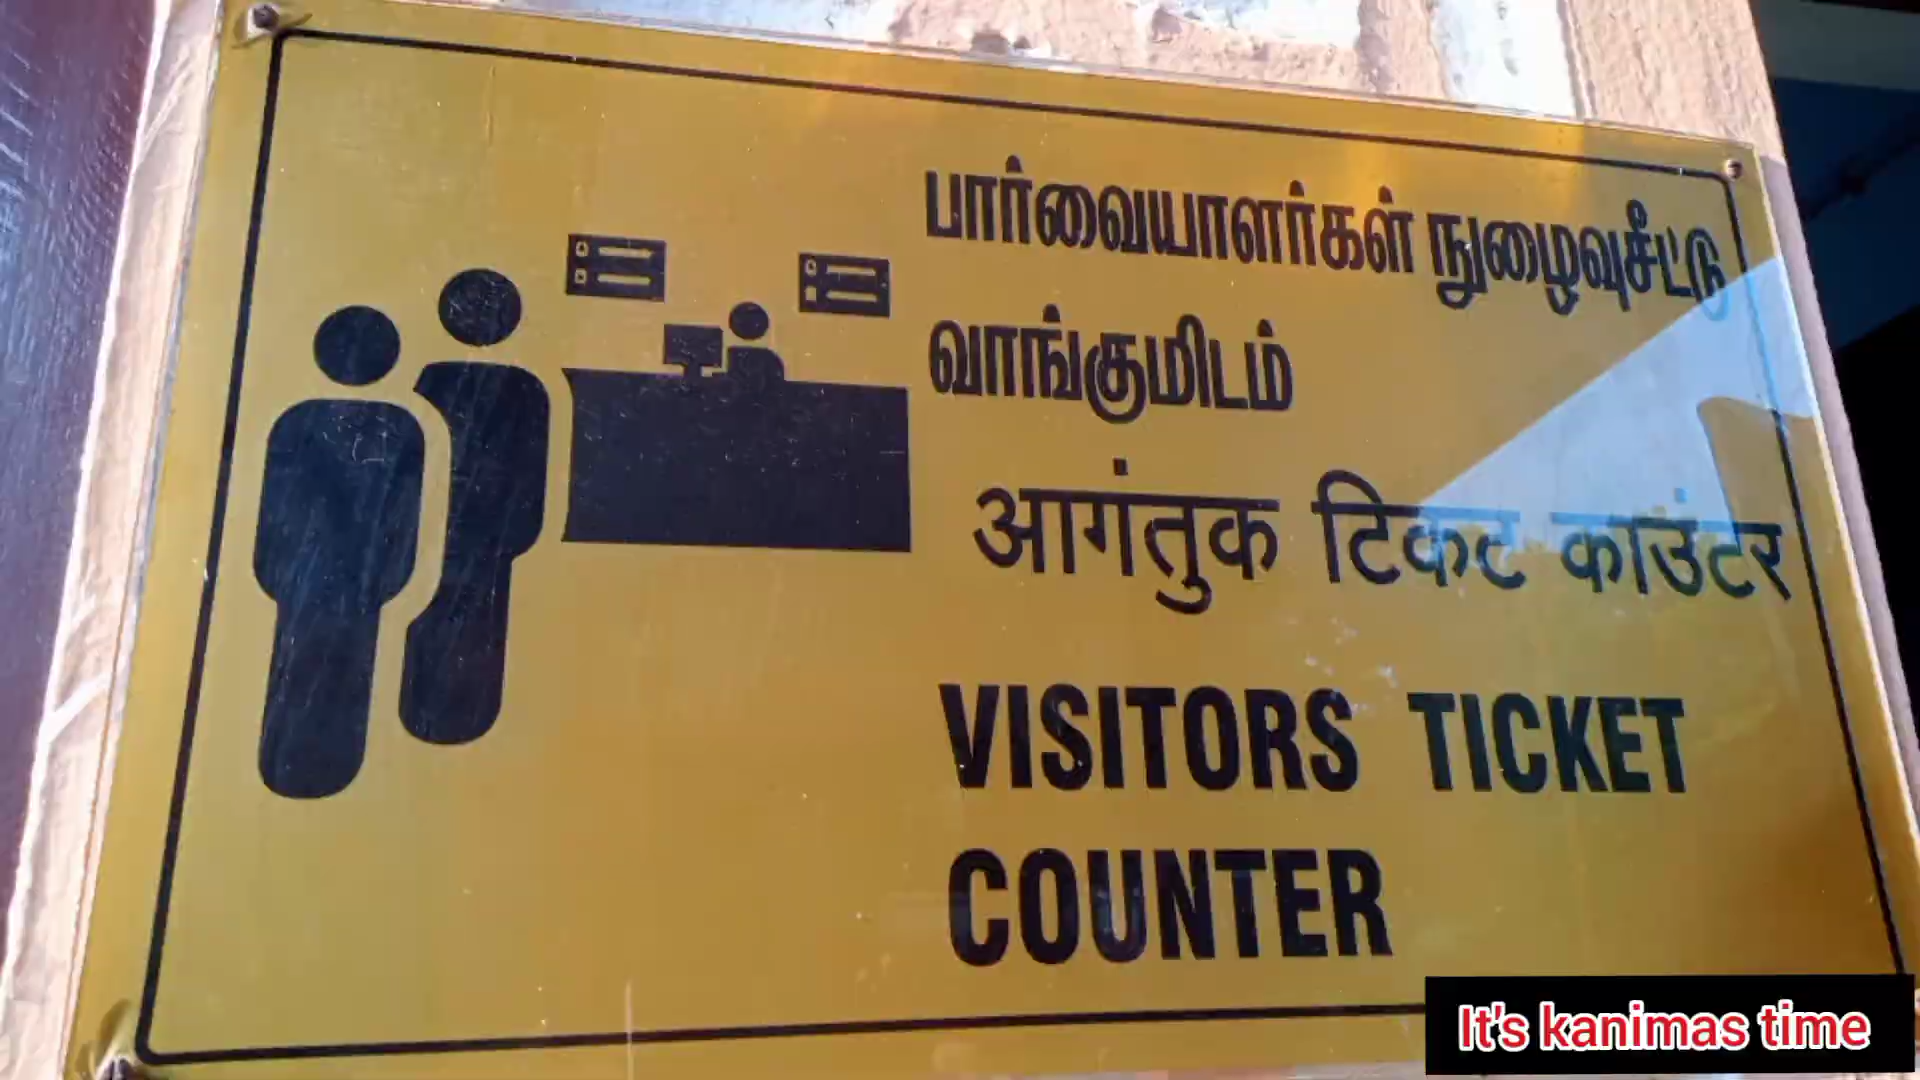 பார்வையாளர்கள் நுழைவுசீட்டு
வாங்குமிடம்
आगंतुक टिकट काउंटर
VISITORS TICKET
COUNTER
It's kanimas time